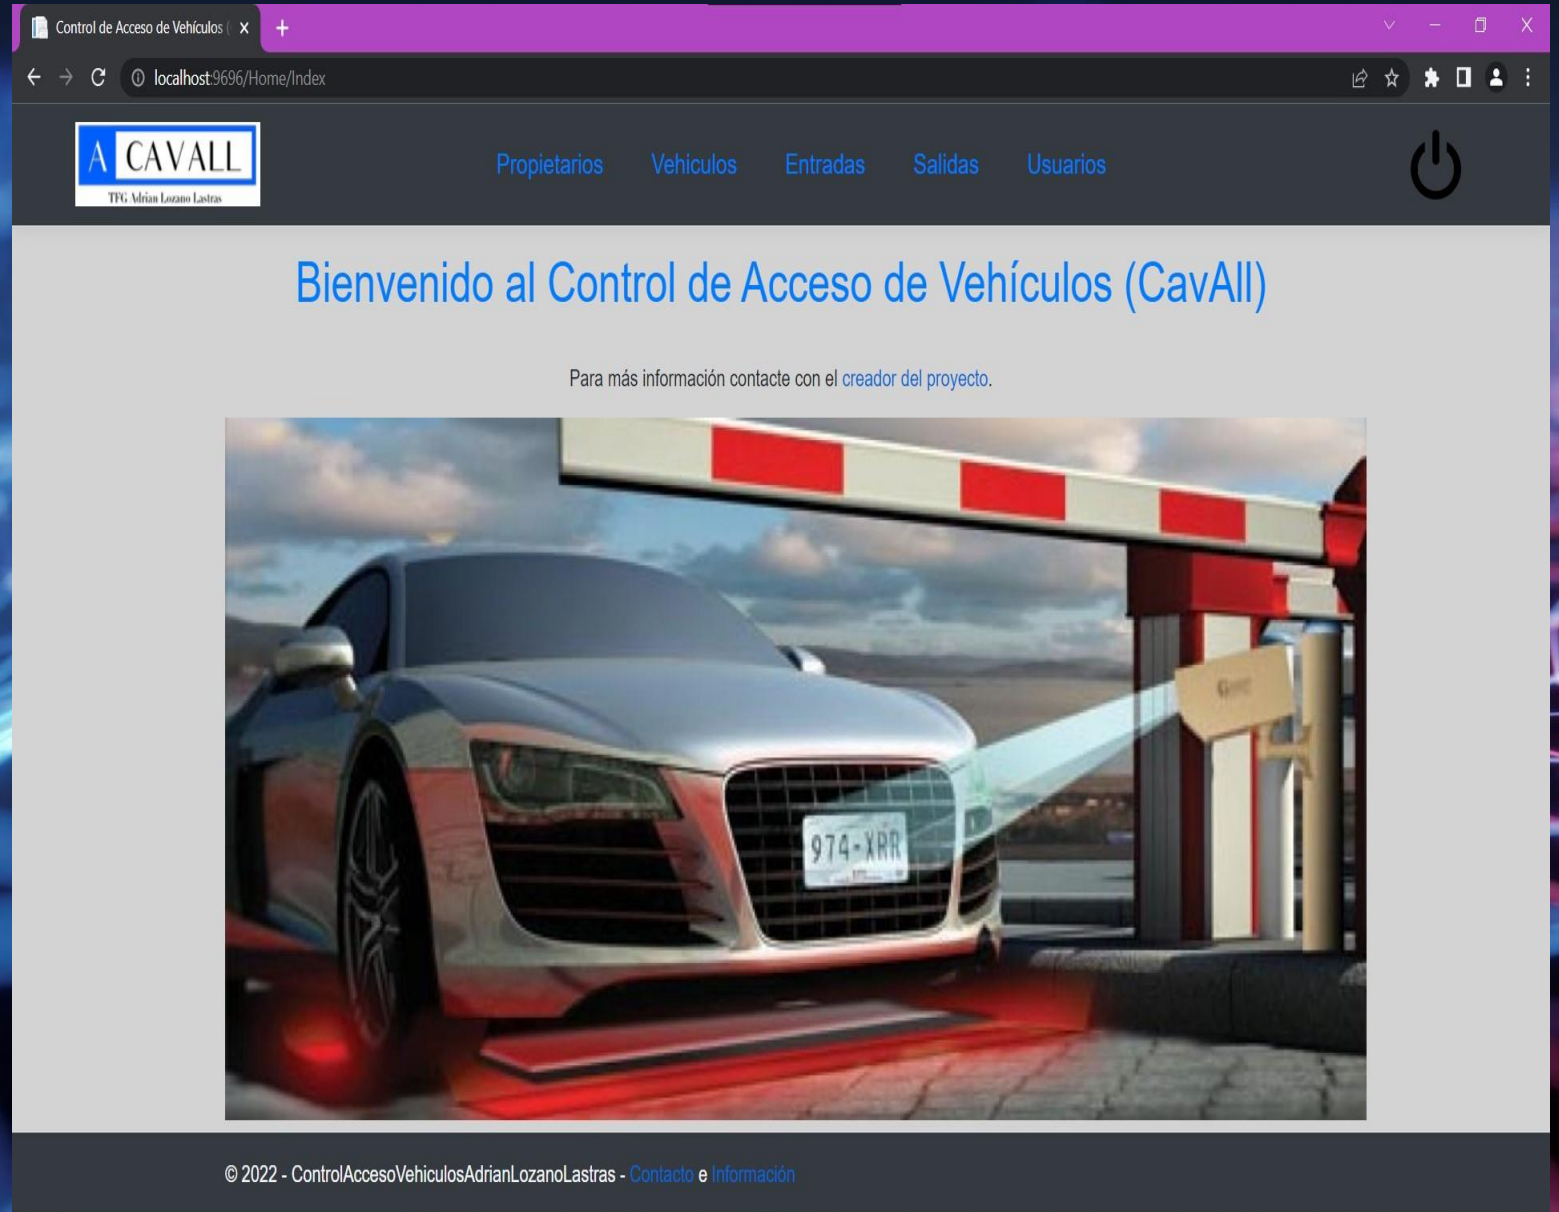 Control de Acceso de Vehículos (
localhost:9696/Home/Index
A CAVALL
TFG Adrian Lozano Lastras
Propietarios Vehiculos Entradas Salidas Usuarios
Bienvenido al Control de Acceso de Vehículos (CavAll)
Para más información contacte con el creador del proyecto.
974-XRR
© 2022 - ControlAccesoVehiculosAdrianLozanoLastras - Contacto e Información